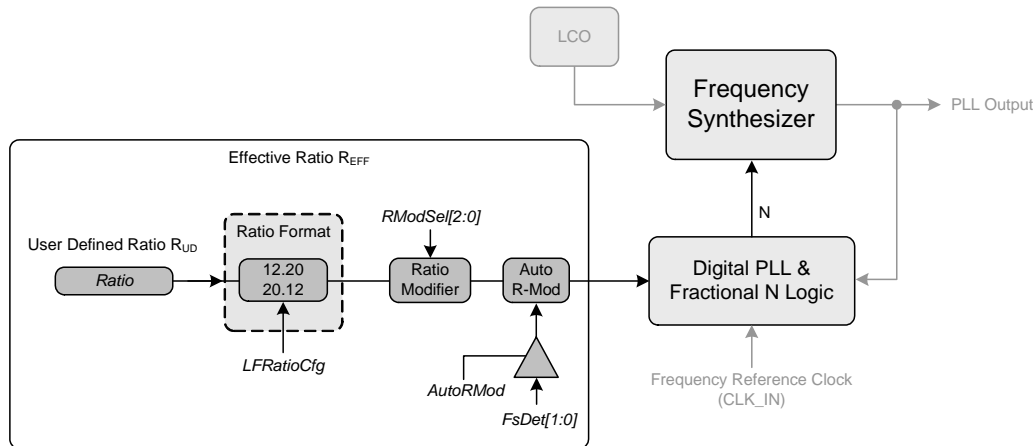 LCO
Frequency
Synthesizer
PLL Output
Effective Ratio REFF
N
RModSel[2:0]
Ratio Format
User Defined Ratio RUD
Ratio
12.20
20.12
Ratio
Modifier
Auto
R-Mod
Digital PLL &
Fractional N Logic
LFRatioCfg
AutoRMod
FsDet[1:0]
Frequency Reference Clock
(CLK_IN)